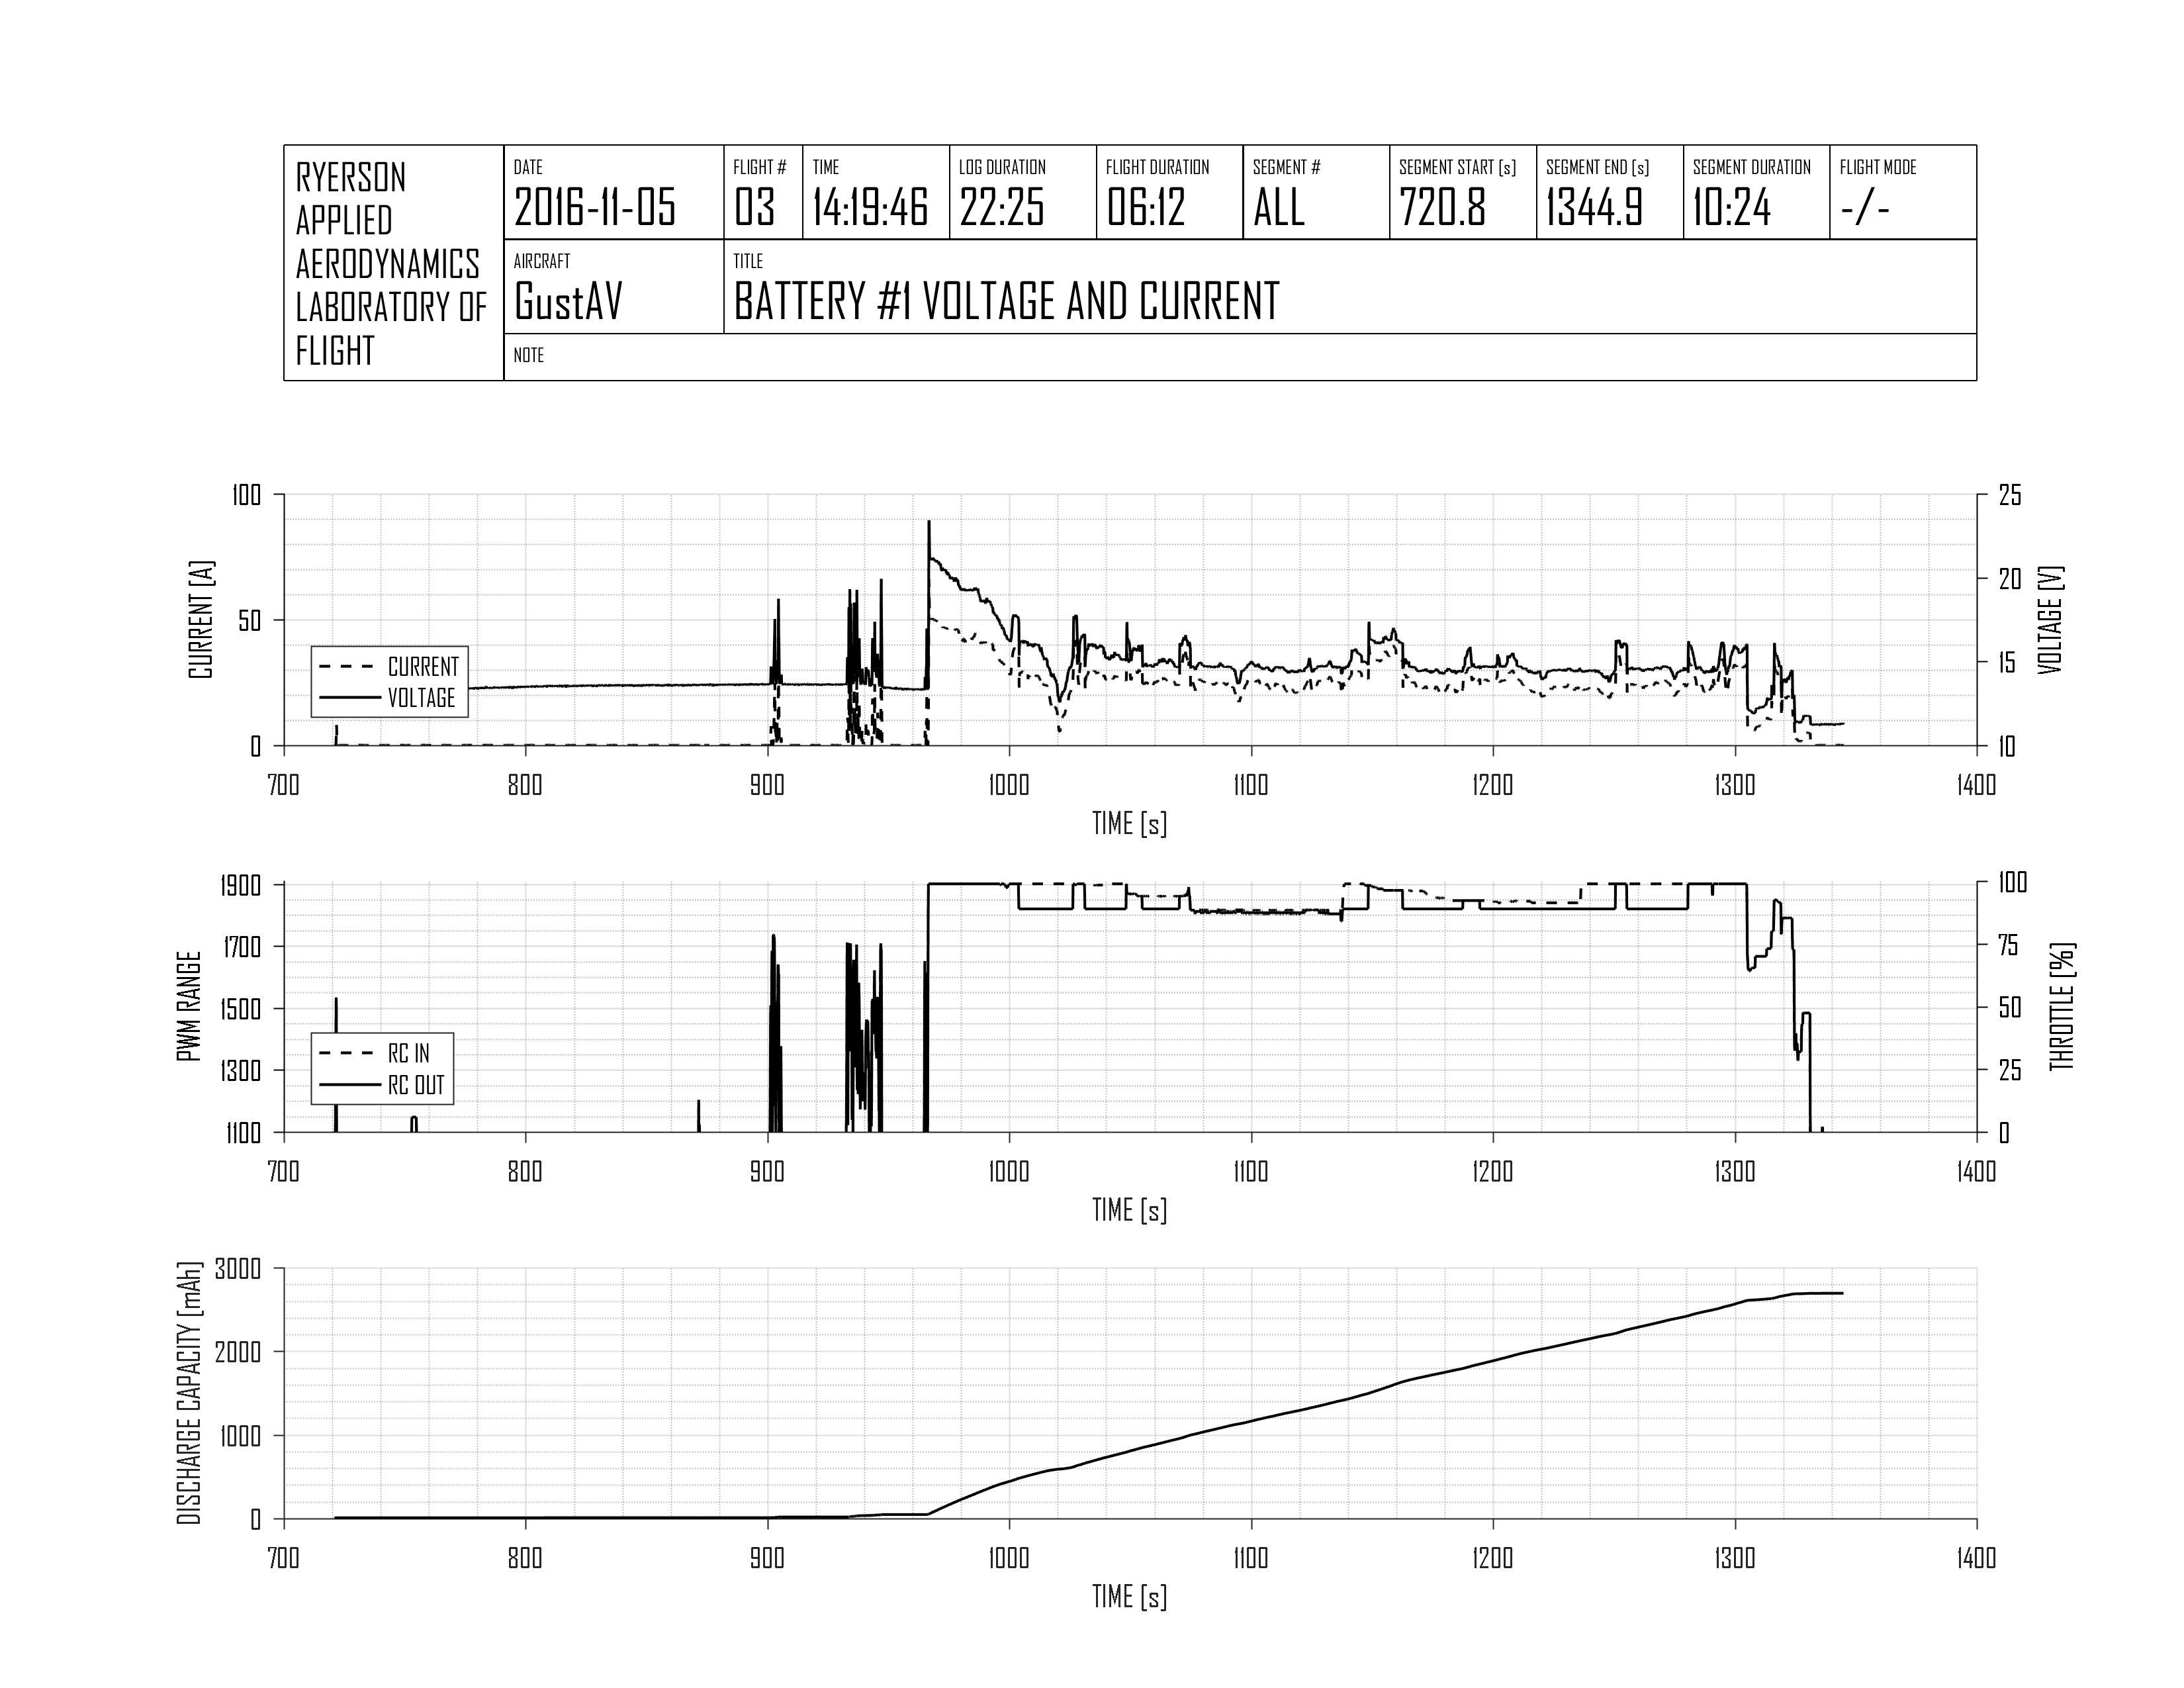 RYERSON
APPLIED
AERODYNAMICS
LABORATORY OF
FLIGHT
DATE
2016-11-05
FLIGHT #
03
TIME
14:19:46
LOG DURATION
22:25
FLIGHT DURATION
06:12
SEGMENT #
ALL
SEGMENT START [s]
720.8
SEGMENT END [s]
1344.9
SEGMENT DURATION
10:24
FLIGHT MODE
-/-
AIRCRAFT
GustAV
TITLE
BATTERY #1 VOLTAGE AND CURRENT
NOTE
CURRENT [A]
100
50
0
CURRENT
VOLTAGE
25
20
15
10
VOLTAGE [V]
700 800 900 1000 1100 1200 1300 1400
TIME [s]
PWM RANGE
1900
1700
1500
1300
1100
RC IN
RC OUT
100
75
50
25
0
THROTTLE [%]
700 800 900 1000 1100 1200 1300 1400
TIME [s]
DISCHARGE CAPACITY [mAh]
3000
2000
1000
0
700 800 900 1000 1100 1200 1300 1400
TIME [s]